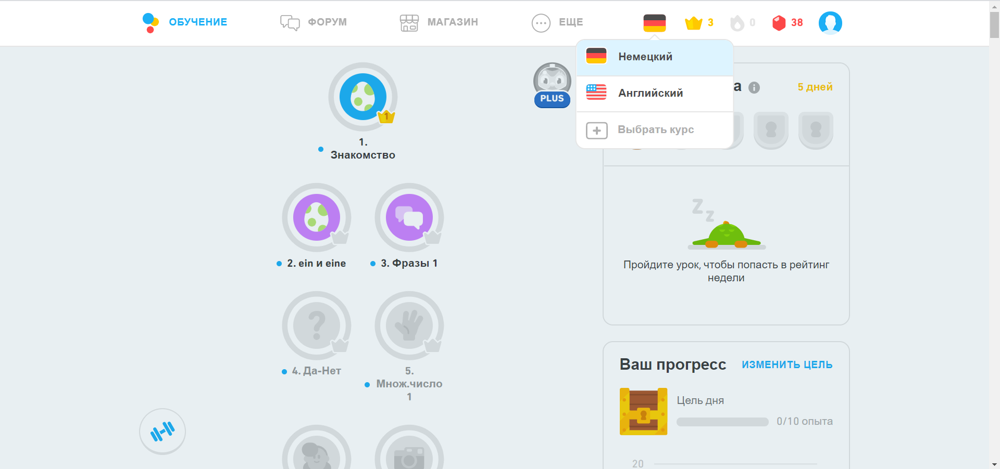 ОБУЧЕНИЕ
ФОРУМ
МАГАЗИН
ЕЩЕ
3
0
38
Немецкий
Английский
Выбрать курс
PLUS
а
5 дней
1
1.
Знакомство
2. ein и eine
3. Фразы 1
4. Да-Нет
5.
Множ.число
1
Z
Z
Пройдите урок, чтобы попасть в рейтинг
недели
Ваш прогресс
ИЗМЕНИТЬ ЦЕЛЬ
Цель дня
0/10 опыта
20